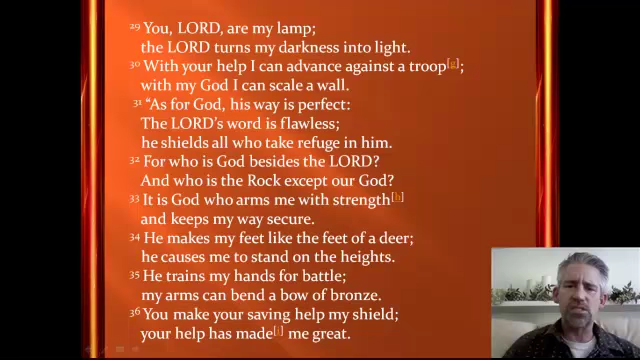 29 You, LORD, are my lamp;
the LORD turns my darkness into light.
30 With your help I can advance against a troop[g];
with my God I can scale a wall.
31 “As for God, his way is perfect:
The LORD’s word is flawless;
he shields all who take refuge in him.
32 For who is God besides the LORD?
And who is the Rock except our God?
33 It is God who arms me with strength[h]
and keeps my way secure.
34 He makes my feet like the feet of a deer;
he causes me to stand on the heights.
35 He trains my hands for battle;
my arms can bend a bow of bronze.
36 You make your saving help my shield;
your help has made[i] me great.